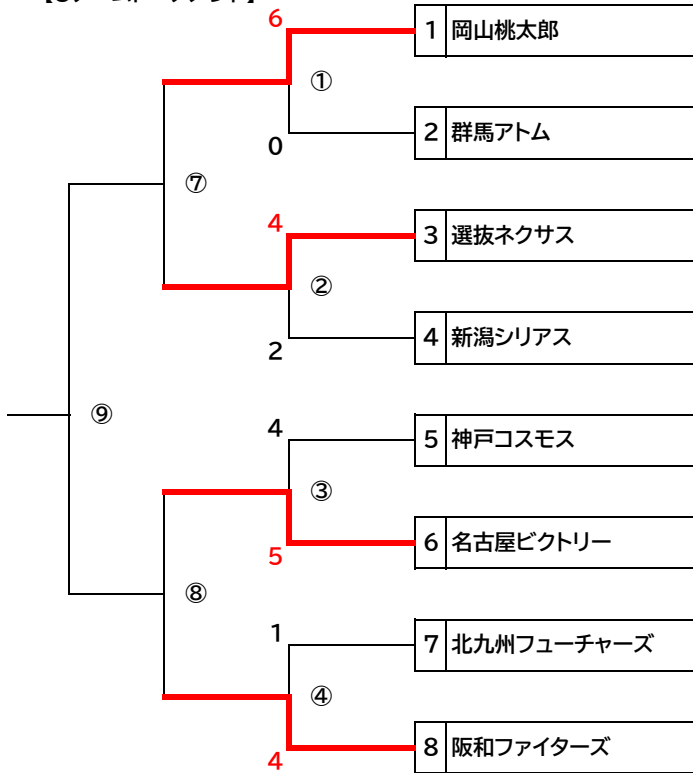 6
1 岡山桃太郎
①
0
2 群馬アトム
⑦
4
3 選抜ネクサス
②
2
4 新潟シリアス
⑨
4
5 神戸コスモス
③
5
6 名古屋ビクトリー
⑧
1
7 北九州フューチャーズ
④
4
8 阪和ファイターズ